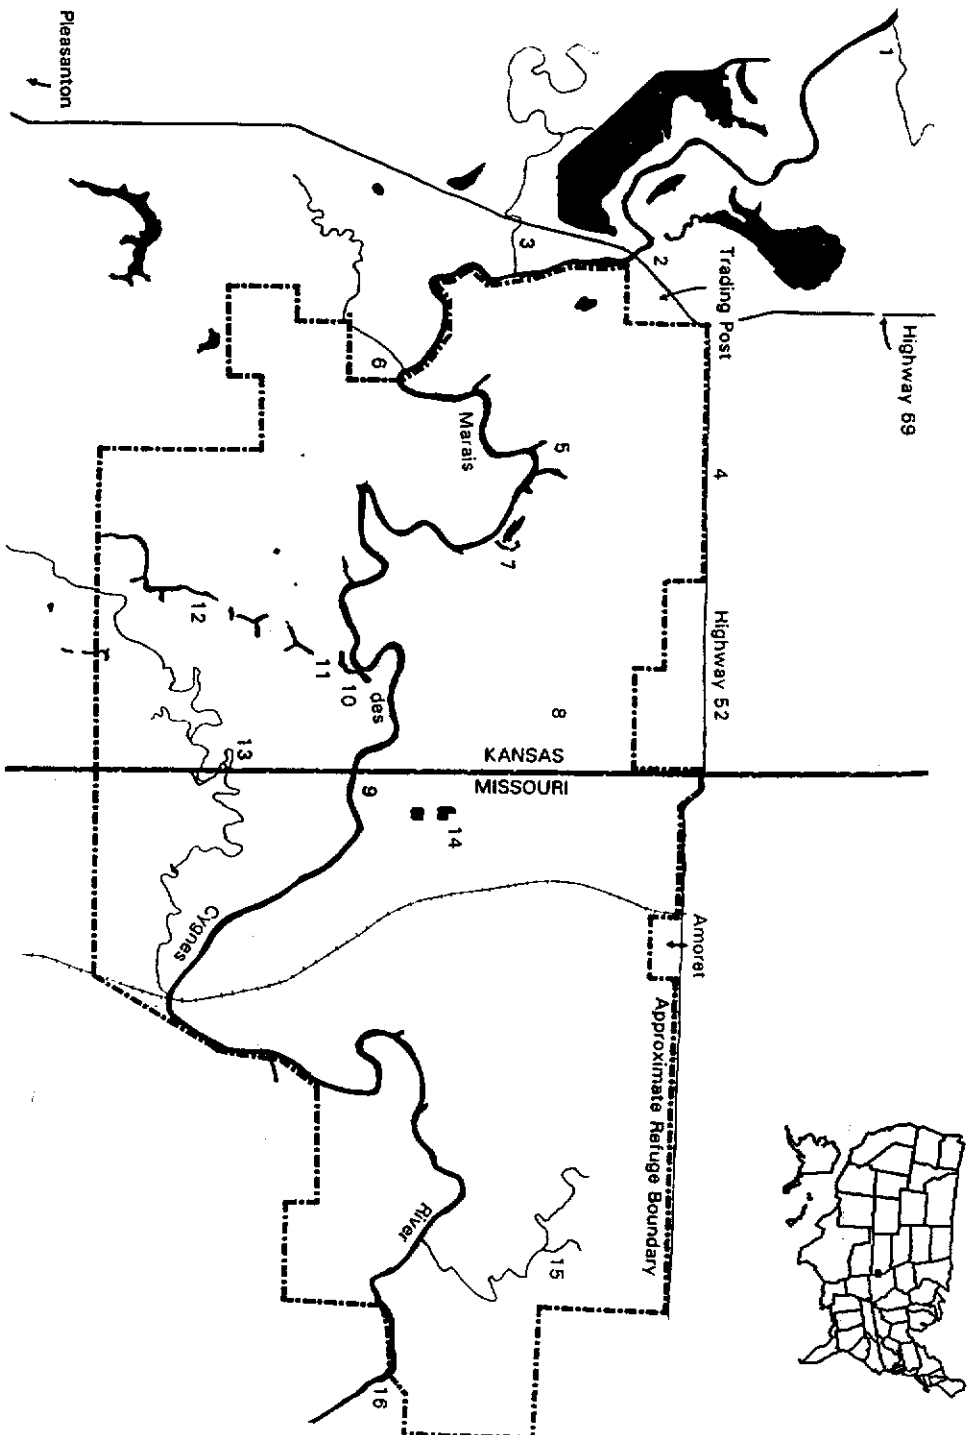 1
Highway 69
Trading Post
2
3
Pleasanton
4
5
6
Marais
7
Highway 52
8
KANSAS
MISSOURI
9
des
10
11
12
13
14
Amoret
Approximate Refuge Boundary
Cygnes
River
15
16